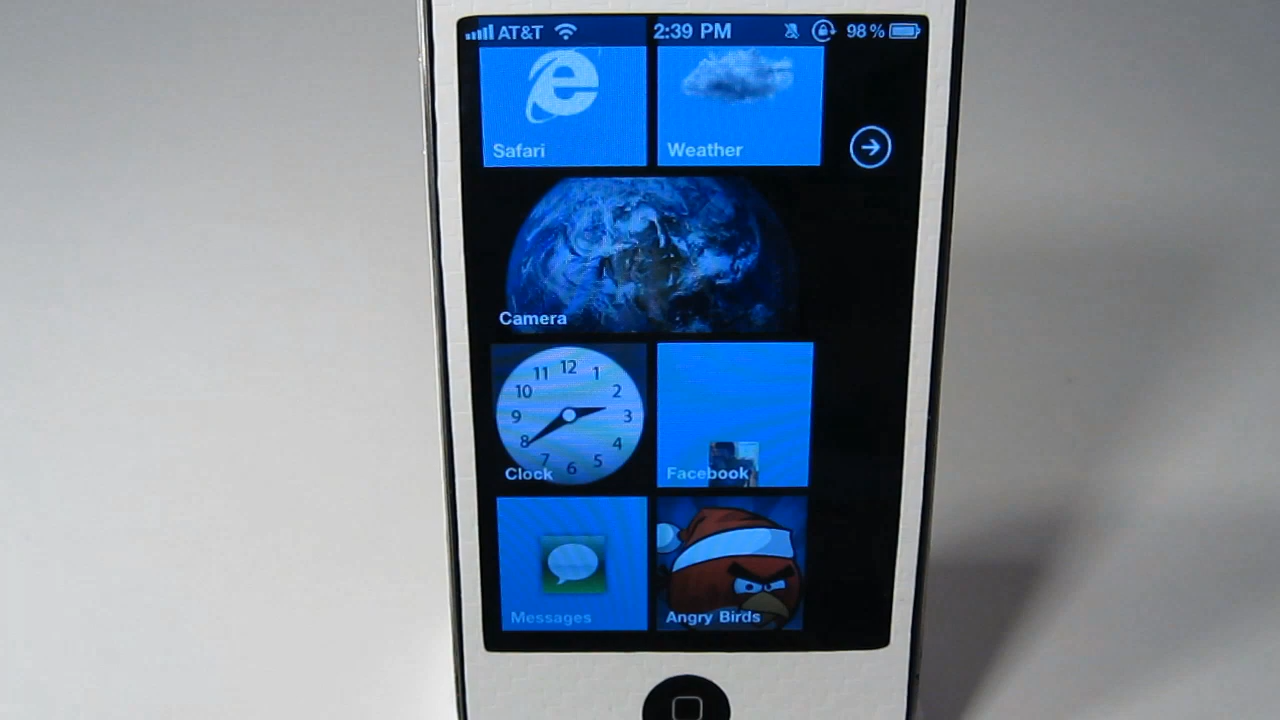 AT&T 2:39 PM 98%
Safari Weather
Camera
11 12 1
10 2
9 3
8 4
7 6 5
Clock Facebook
Messages Angry Birds